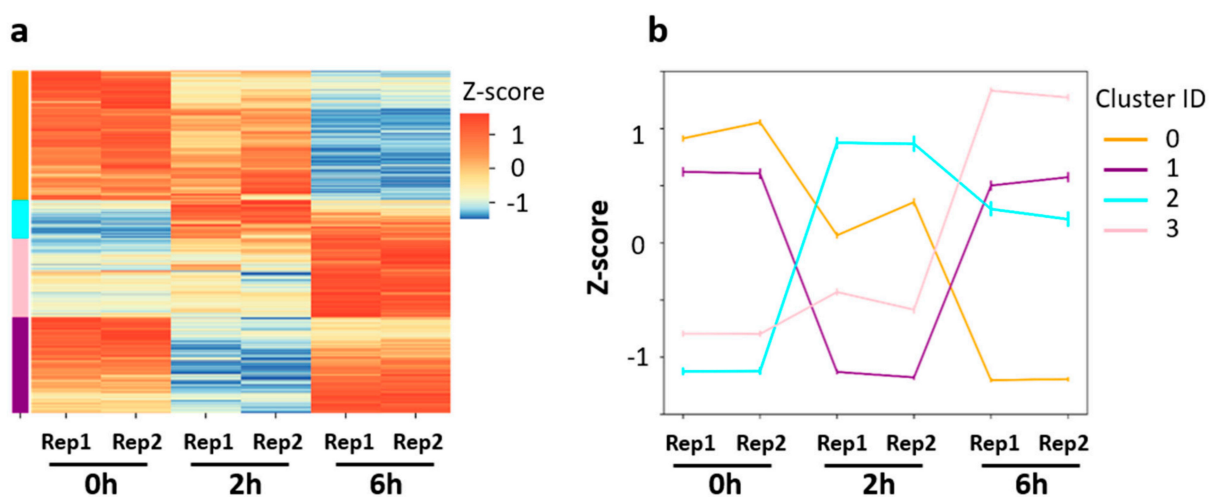 a
Z-score
1
0
-1
Rep1 Rep2 Rep1 Rep2 Rep1 Rep2
0h 2h 6h
b
Z-score
1
0
-1
Rep1 Rep2 Rep1 Rep2 Rep1 Rep2
0h 2h 6h
Cluster ID
0
1
2
3